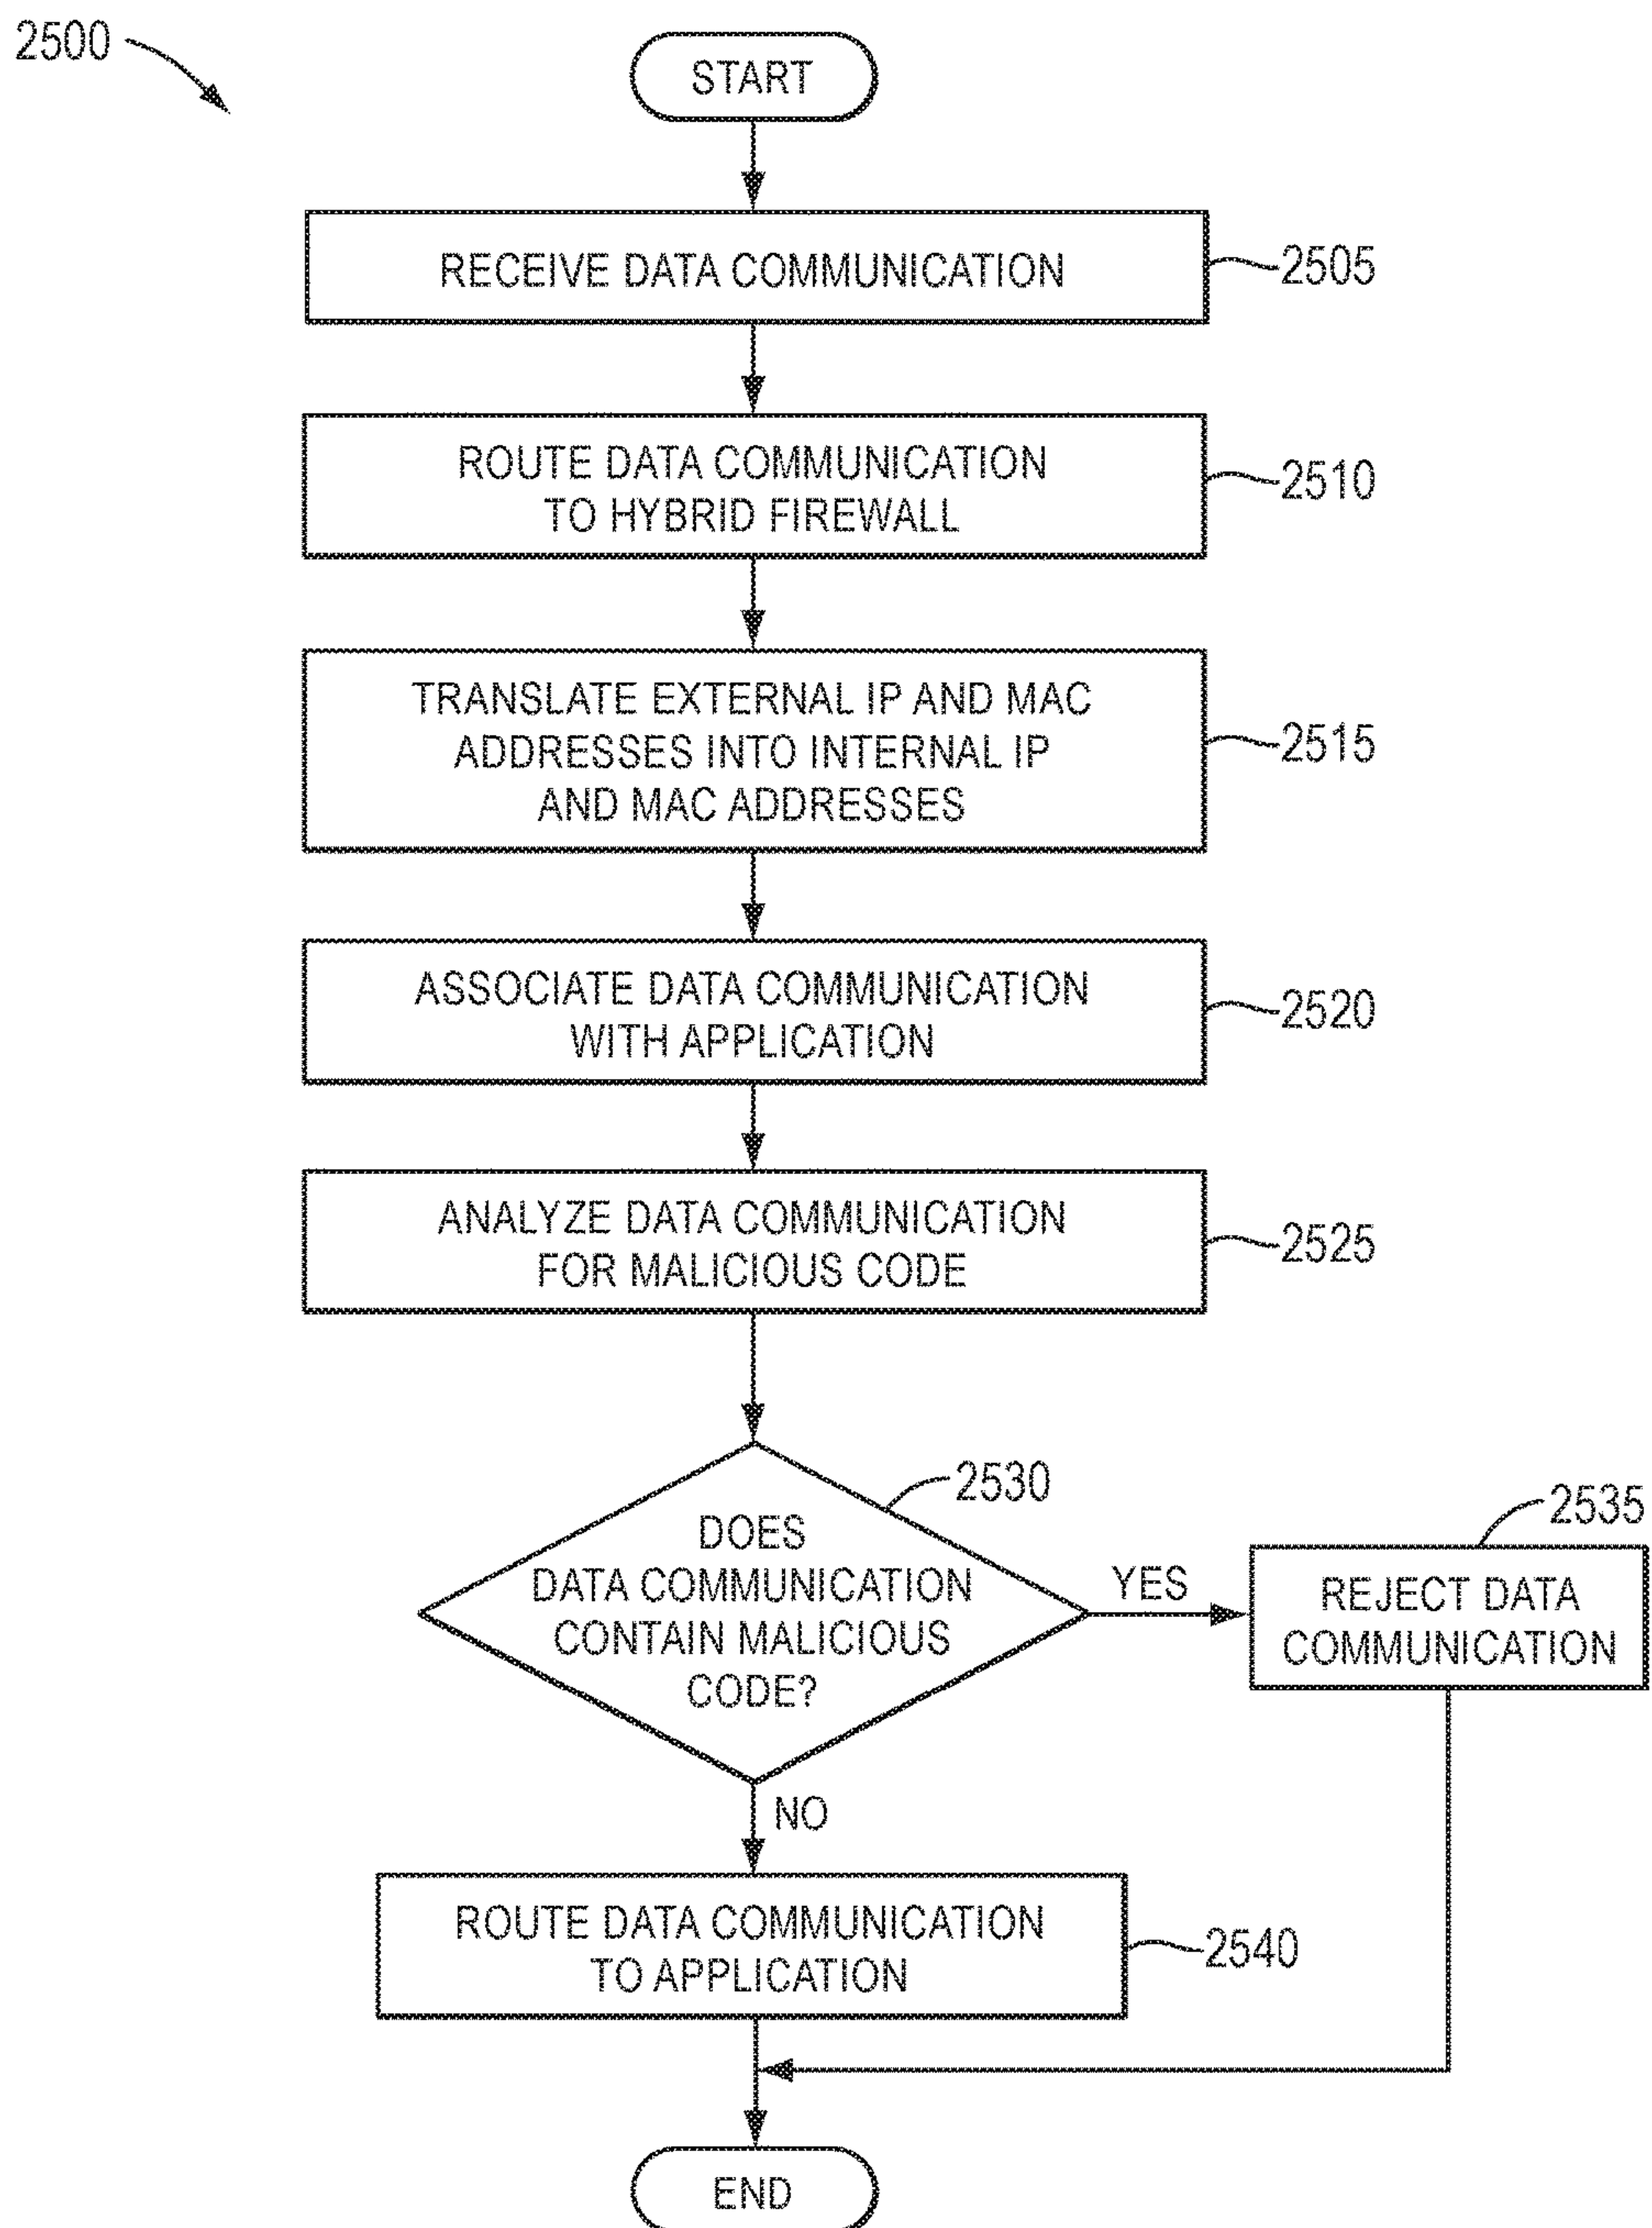 2500
START
RECEIVE DATA COMMUNICATION
2505
ROUTE DATA COMMUNICATION
TO HYBRID FIREWALL
2510
TRANSLATE EXTERNAL IP AND MAC
ADDRESSES INTO INTERNAL IP
AND MAC ADDRESSES
2515
ASSOCIATE DATA COMMUNICATION
WITH APPLICATION
2520
ANALYZE DATA COMMUNICATION
FOR MALICIOUS CODE
2525
2530
DOES
DATA COMMUNICATION
CONTAIN MALICIOUS
CODE?
YES
2535
REJECT DATA
COMMUNICATION
NO
ROUTE DATA COMMUNICATION
TO APPLICATION
2540
END